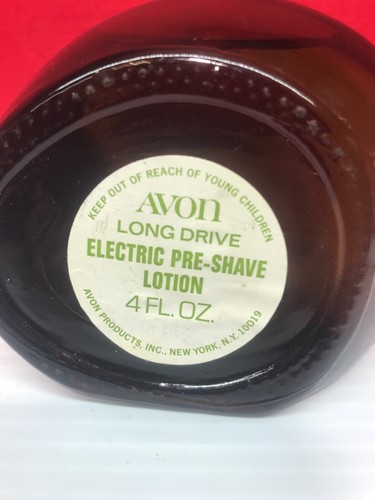 KEEP OUT OF REACH OF YOUNG CHILDREN
AVON
LONG DRIVE
ELECTRIC PRE-SHAVE
LOTION
4 FL. OZ.
AVON PRODUCTS, INC., NEW YORK, N.Y. 10019